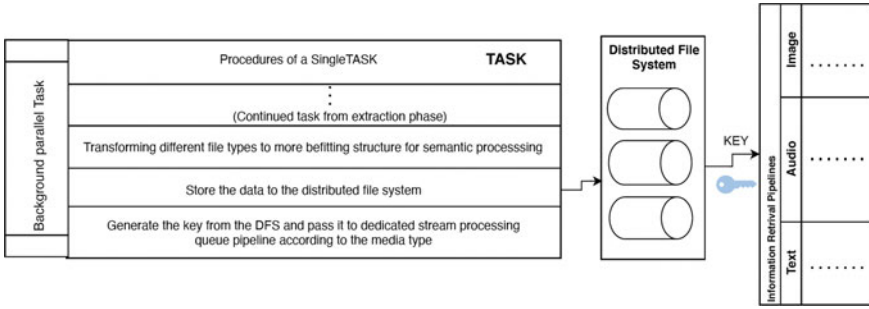 Background parallel Task
Procedures of a SingleTASK TASK
(Continued task from extraction phase)
Transforming different file types to more befitting structure for semantic processsing
Store the data to the distributed file system
Generate the key from the DFS and pass it to dedicated stream processing
queue pipeline according to the media type
Distributed File
System
KEY
Information Retrival Pipelines
Image
Audio
Text